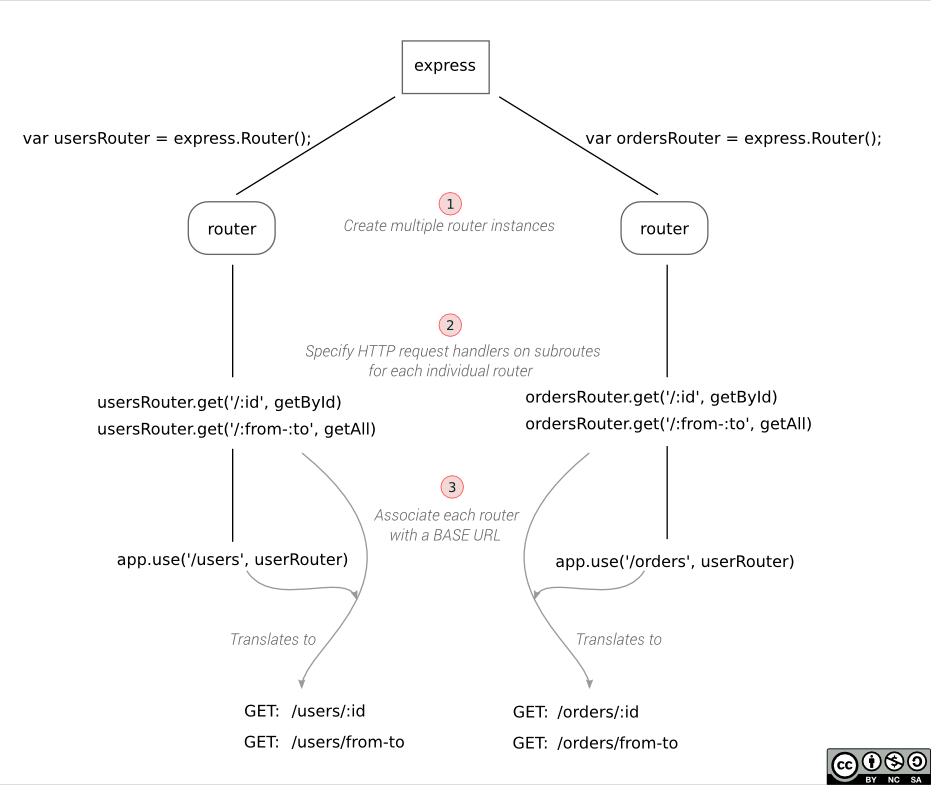 express
var usersRouter = express.Router();
var ordersRouter = express.Router();
1
Create multiple router instances
router
router
2
Specify HTTP request handlers on subroutes
for each individual router
usersRouter.get('/:id', getById)
usersRouter.get('/:from-:to', getAll)
ordersRouter.get('/:id', getById)
ordersRouter.get('/:from-:to', getAll)
3
Associate each router
with a BASE URL
app.use('/users', userRouter)
app.use('/orders', userRouter)
Translates to
Translates to
GET: /users/:id
GET: /users/from-to
GET: /orders/:id
GET: /orders/from-to
cc
BY NC SA